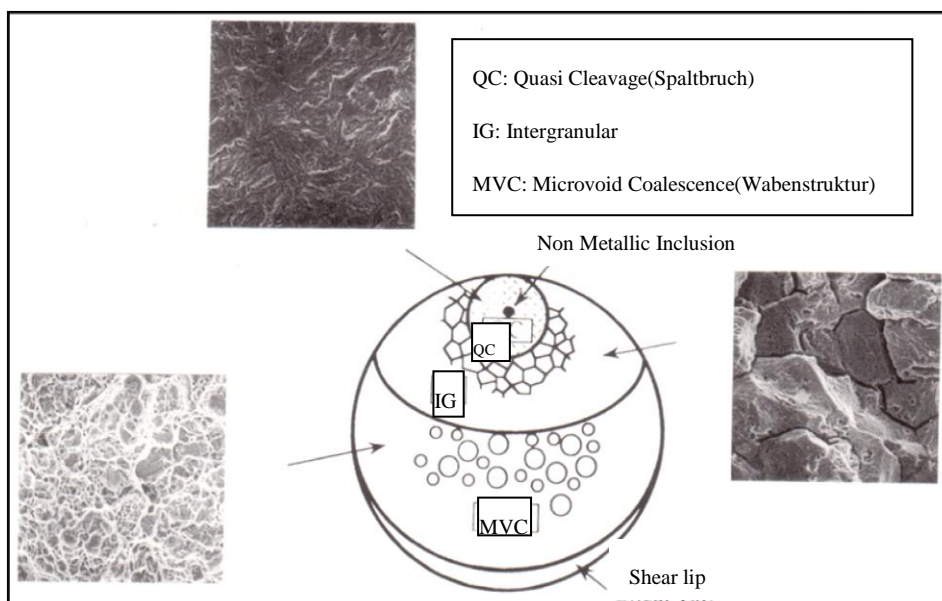 QC: Quasi Cleavage(Spaltbruch)
IG: Intergranular
MVC: Microvoid Coalescence(Wabenstruktur)
Non Metallic Inclusion
QC
IG
MVC
Shear lip